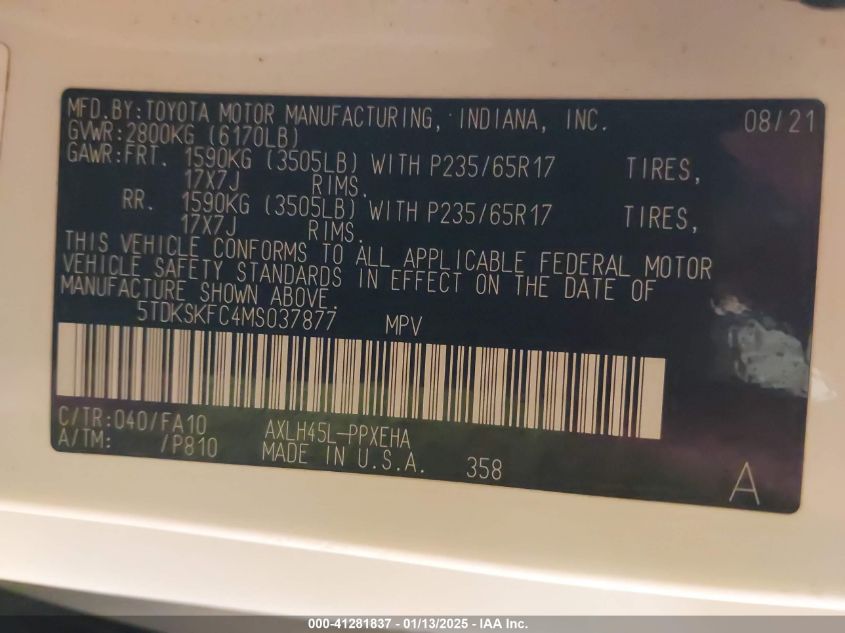 MFD.BY:TOYOTA MOTOR MANUFACTURING, INDIANA, INC. 08/21
GVWR:2800KG (6170LB)
GAWR:FRT. 1590KG (3505LB) WITH P235/65R17 TIRES,
17X7J RIMS.
RR. 1590KG (3505LB) WITH P235/65R17 TIRES,
17X7J RIMS.
THIS VEHICLE CONFORMS TO ALL APPLICABLE FEDERAL MOTOR
VEHICLE SAFETY STANDARDS IN EFFECT ON THE DATE OF
MANUFACTURE SHOWN ABOVE.
5TDKSKFC4MS037877 MPV
C/TR:040/FA10 AXLH45L-PPXEHA
A/TM: /P810 MADE IN U.S.A. 358 A
000-41281837 - 01/13/2025 - IAA Inc.